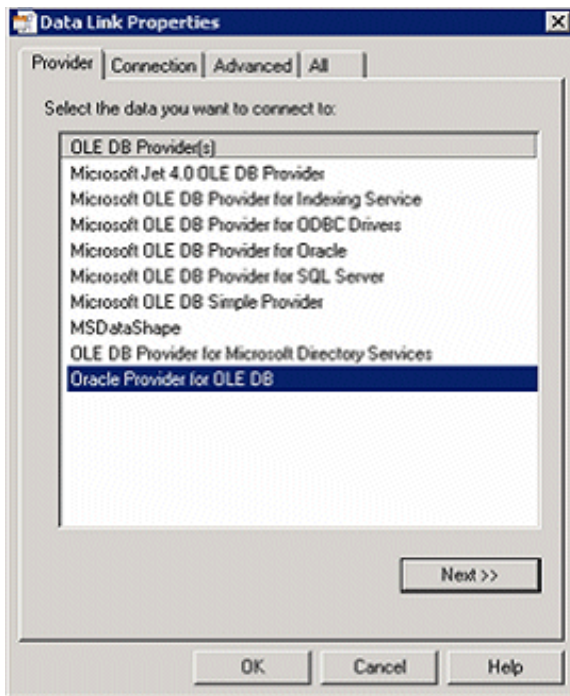 Data Link Properties
Provider Connection Advanced All
Select the data you want to connect to:
OLE DB Provider(s)
Microsoft Jet 4.0 OLE DB Provider
Microsoft OLE DB Provider for Indexing Service
Microsoft OLE DB Provider for ODBC Drivers
Microsoft OLE DB Provider for Oracle
Microsoft OLE DB Provider for SQL Server
Microsoft OLE DB Simple Provider
MSDataShape
OLE DB Provider for Microsoft Directory Services
Oracle Provider for OLE DB
Next >>
OK Cancel Help